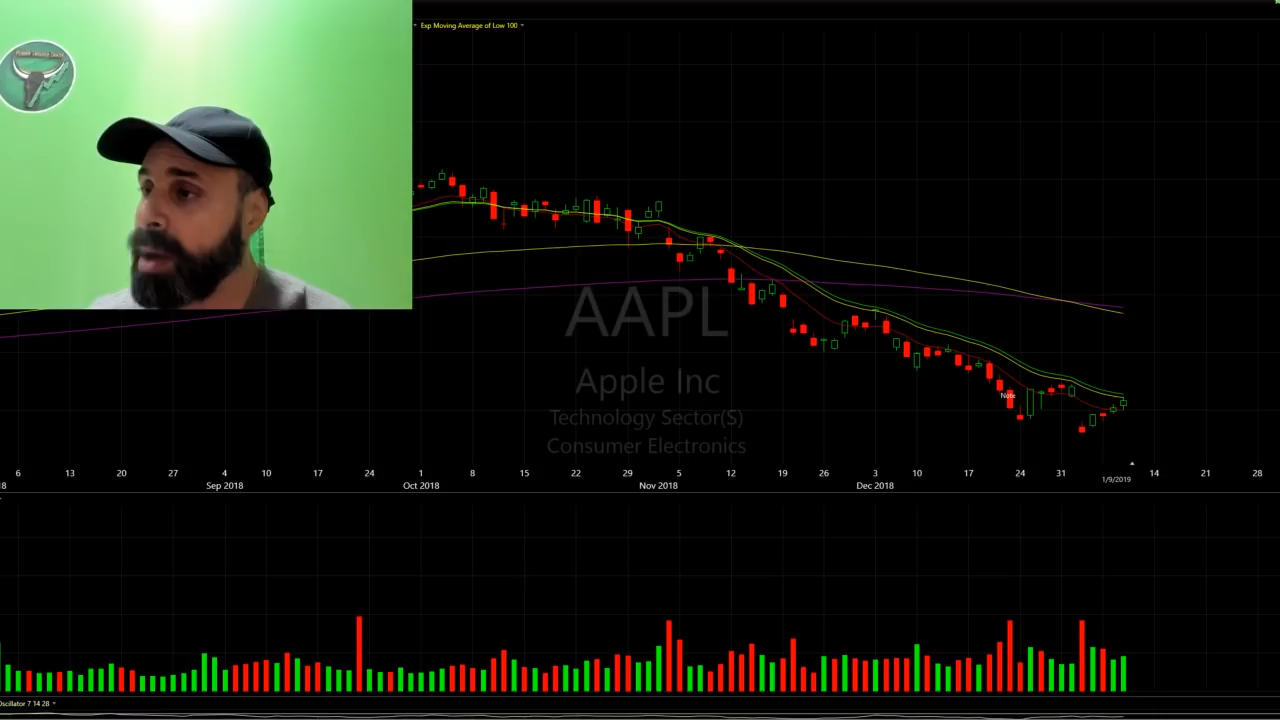 Exp Moving Average of Low 100
AAPL
Apple Inc
Technology Sector(S)
Consumer Electronics
Note
6 13 20 27 4 10 17 24 1 8 15 22 29 5 12 19 26 3 10 17 24 31 14 21 28
18 Sep 2018 Oct 2018 Nov 2018 Dec 2018 1/9/2019
Oscillator 7 14 28